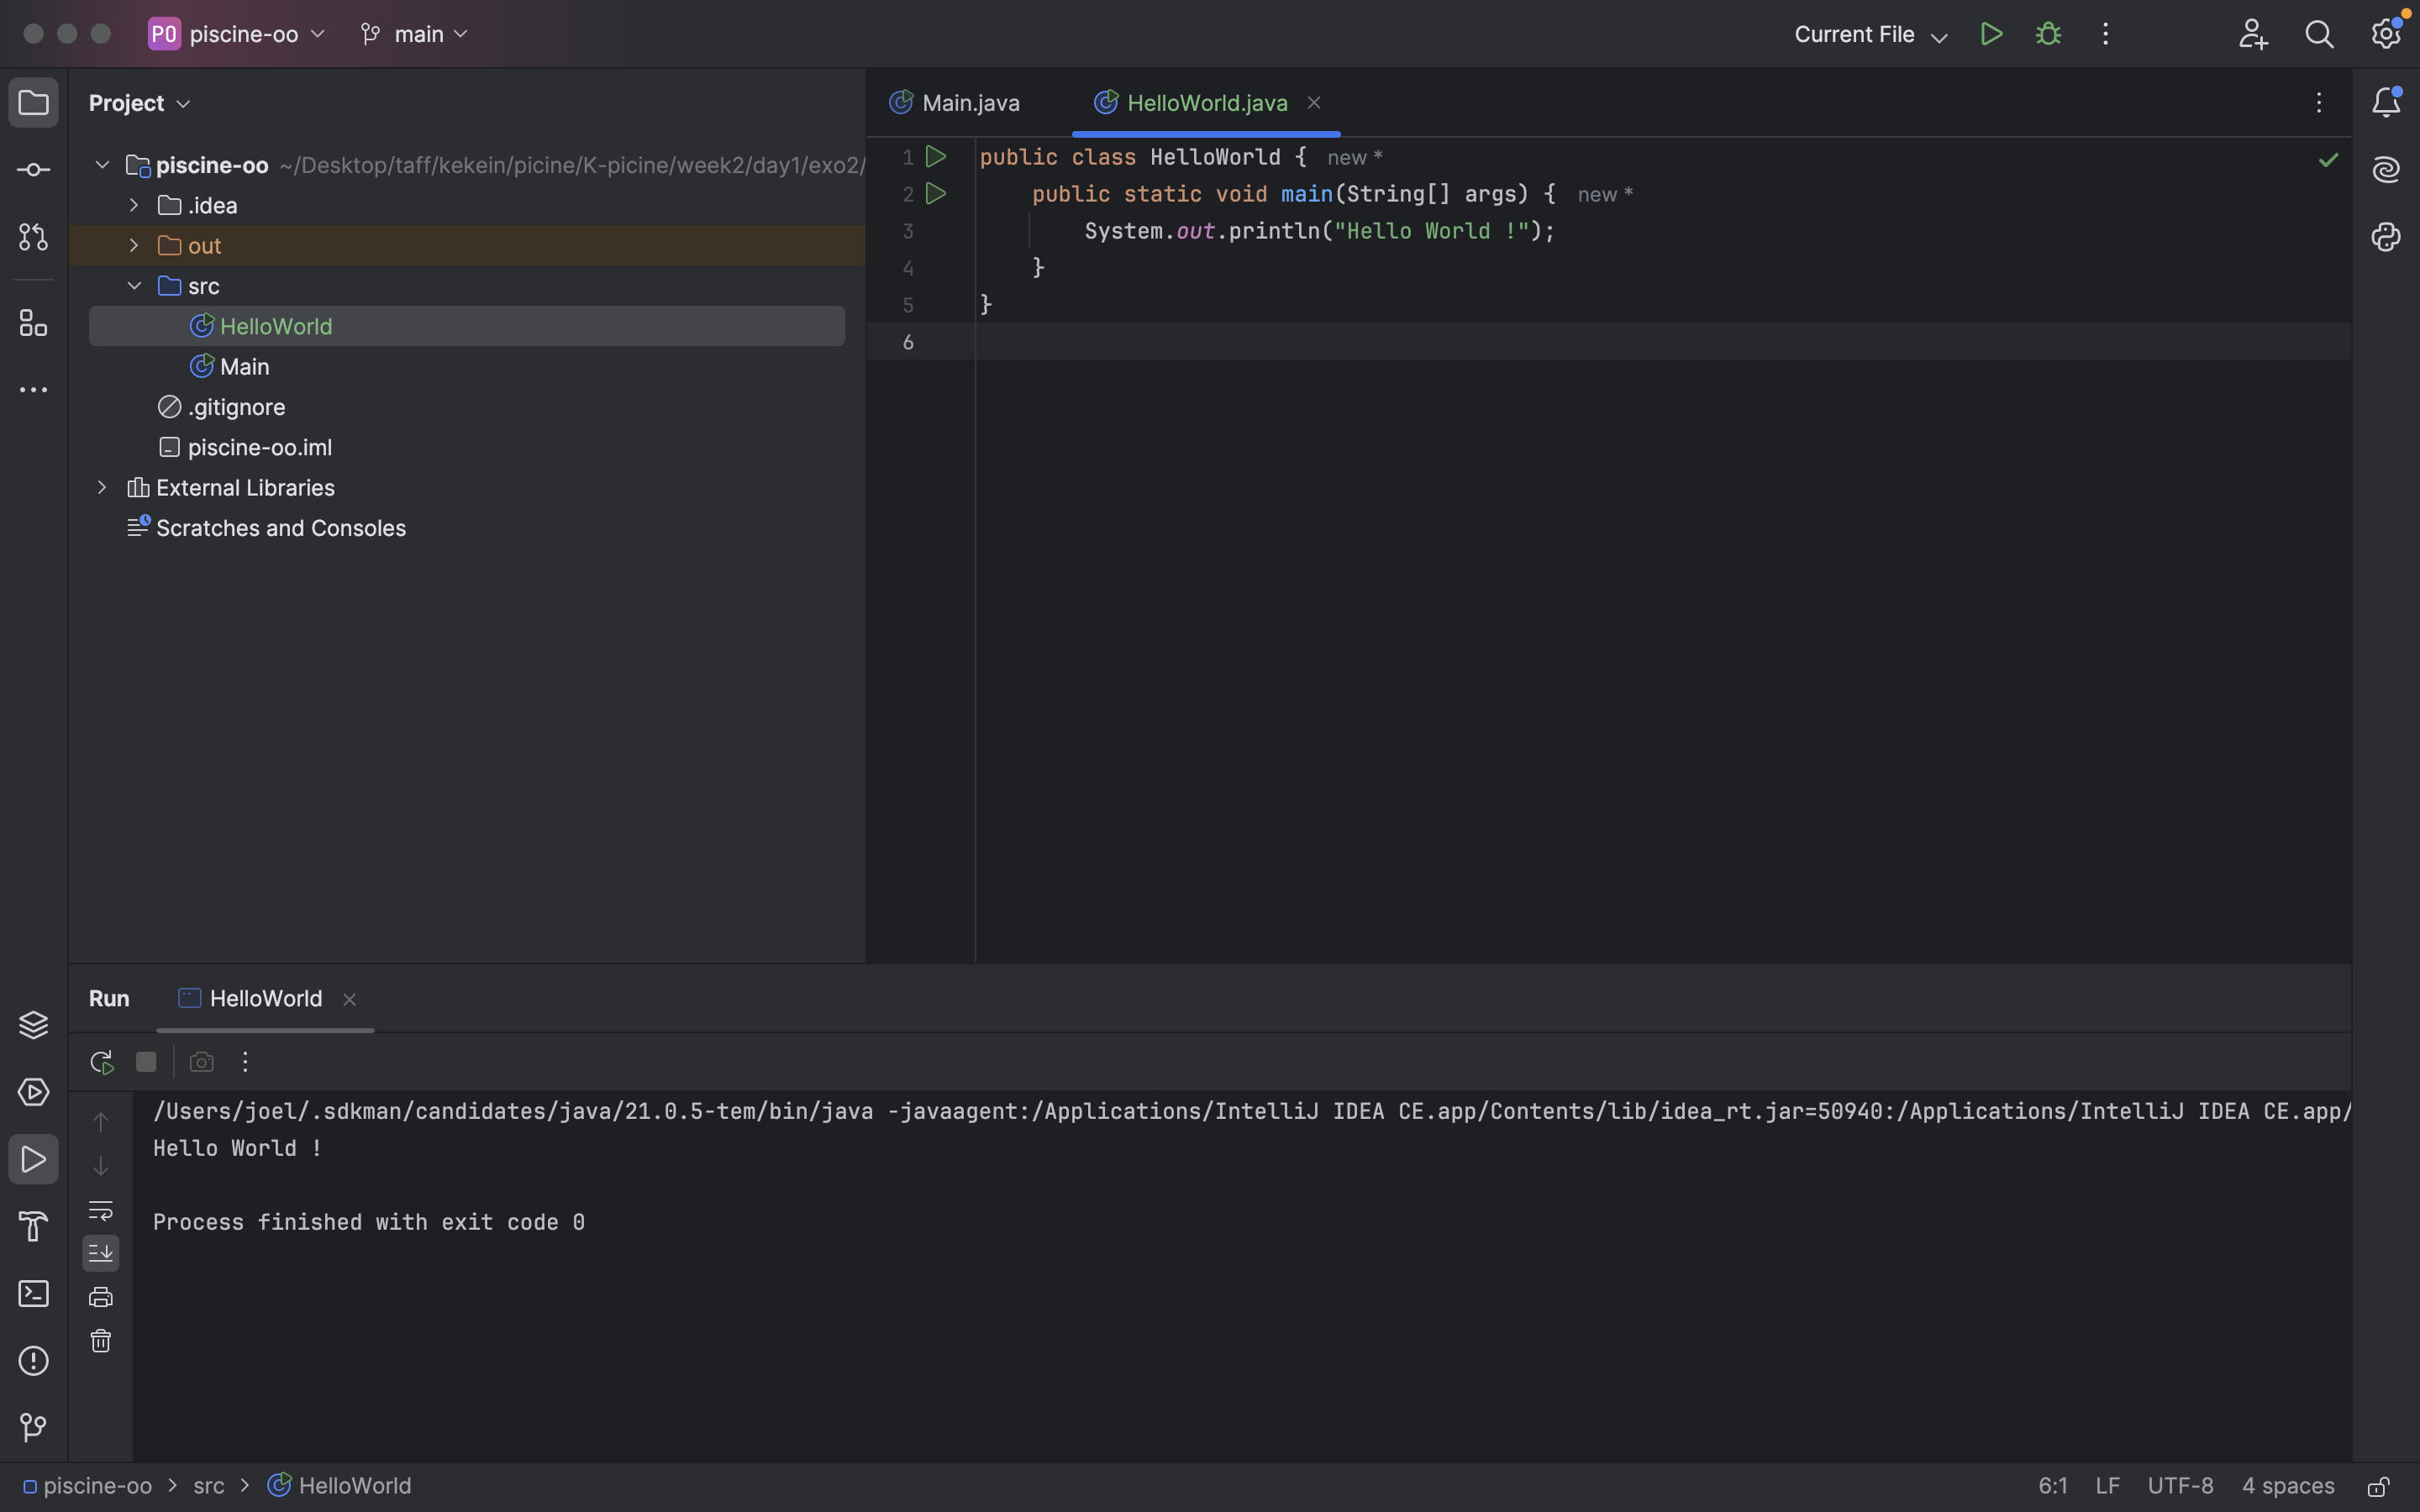 PO piscine-oo main Current File
Project
Main.java HelloWorld.java
piscine-oo ~/Desktop/taff/kekein/picine/K-picine/week2/day1/exo2/
.idea
out
src
HelloWorld
Main
.gitignore
piscine-oo.iml
External Libraries
Scratches and Consoles
1 public class HelloWorld { new *
2 public static void main(String[] args) { new *
3 System.out.println("Hello World !");
4 }
5 }
6
Run HelloWorld
/Users/joel/.sdkman/candidates/java/21.0.5-tem/bin/java -javaagent:/Applications/IntelliJ IDEA CE.app/Contents/lib/idea_rt.jar=50940:/Applications/IntelliJ IDEA CE.app/
Hello World !
Process finished with exit code 0
piscine-oo > src > HelloWorld 6:1 LF UTF-8 4 spaces